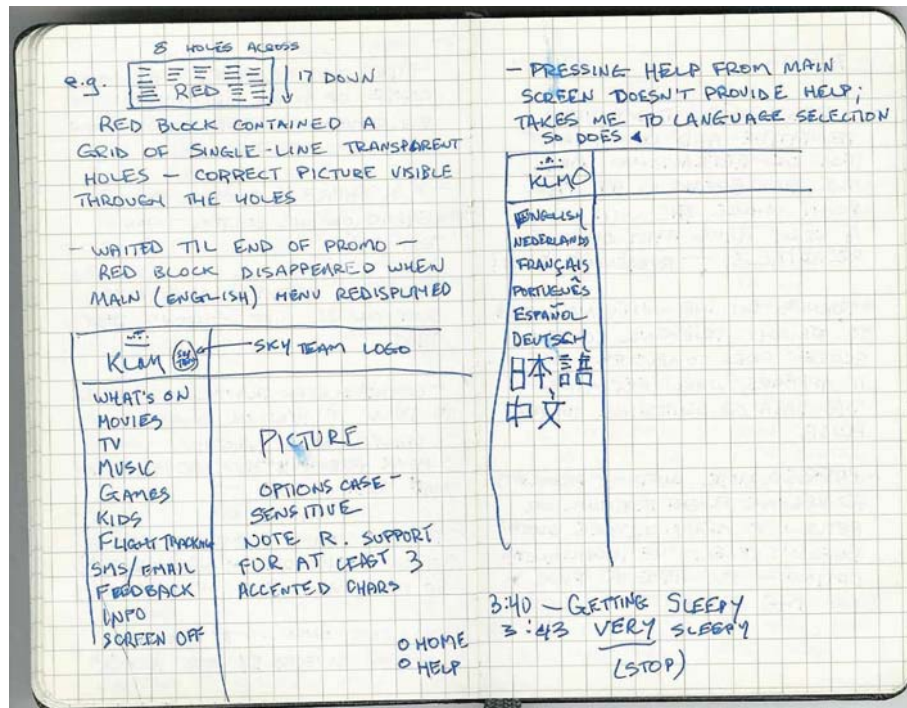 8 HOLES ACROSS
e.g.
RED
17 DOWN
RED BLOCK CONTAINED A
GRID OF SINGLE-LINE TRANSPARENT
HOLES — CORRECT PICTURE VISIBLE
THROUGH THE HOLES
- WAITED TIL END OF PROMO —
RED BLOCK DISAPPEARED WHEN
MAIN (ENGLISH) MENU REDISPLAYED
KLM
SKY TEAM
SKY TEAM LOGO
WHAT'S ON
MOVIES
TV
MUSIC
GAMES
KIDS
FLIGHT TRACKING
SMS/EMAIL
FEEDBACK
INFO
SCREEN OFF
PICTURE
OPTIONS CASE-
SENSITIVE
NOTE R. SUPPORT
FOR AT LEAST 3
ACCENTED CHARS
O HOME
O HELP
- PRESSING HELP FROM MAIN
SCREEN DOESN'T PROVIDE HELP;
TAKES ME TO LANGUAGE SELECTION
SO DOES ◄
KLM
ENGLISH
NEDERLANDS
FRANÇAIS
PORTUGUÊS
ESPAÑOL
DEUTSCH
日本語
中文
3:40 — GETTING SLEEPY
3:43 VERY SLEEPY
(STOP)